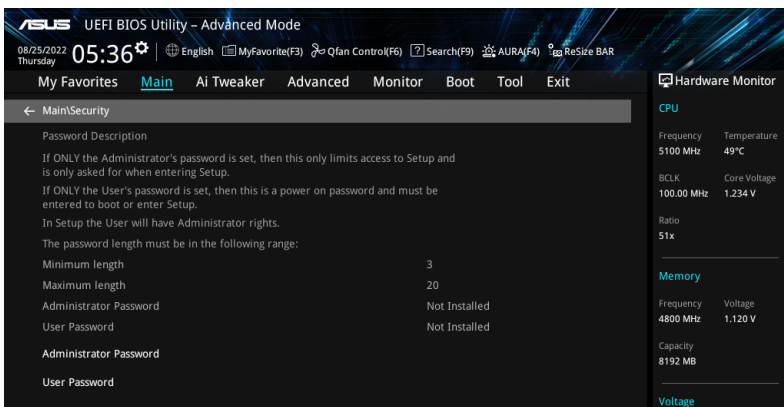 ASUS UEFI BIOS Utility – Advanced Mode
08/25/2022 Thursday 05:36 English MyFavorite(F3) Qfan Control(F6) ? Search(F9) AURA(F4) ReSize BAR
My Favorites Main Ai Tweaker Advanced Monitor Boot Tool Exit
← Main\Security
Password Description
If ONLY the Administrator's password is set, then this only limits access to Setup and
is only asked for when entering Setup.
If ONLY the User's password is set, then this is a power on password and must be
entered to boot or enter Setup.
In Setup the User will have Administrator rights.
The password length must be in the following range:
Minimum length 3
Maximum length 20
Administrator Password Not Installed
User Password Not Installed
Administrator Password
User Password
Hardware Monitor
CPU
Frequency Temperature
5100 MHz 49°C
BCLK Core Voltage
100.00 MHz 1.234 V
Ratio
51x
Memory
Frequency Voltage
4800 MHz 1.120 V
Capacity
8192 MB
Voltage